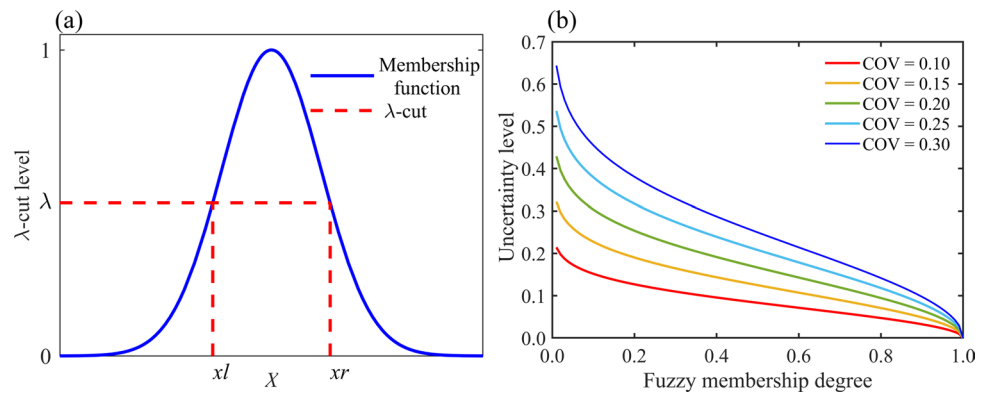 (a)
1
Membership
function
λ-cut
λ-cut level
λ
0
xl
X
xr
(b)
0.7
0.6
0.5
0.4
0.3
0.2
0.1
0.0
Uncertainty level
COV = 0.10
COV = 0.15
COV = 0.20
COV = 0.25
COV = 0.30
0.0 0.2 0.4 0.6 0.8 1.0
Fuzzy membership degree